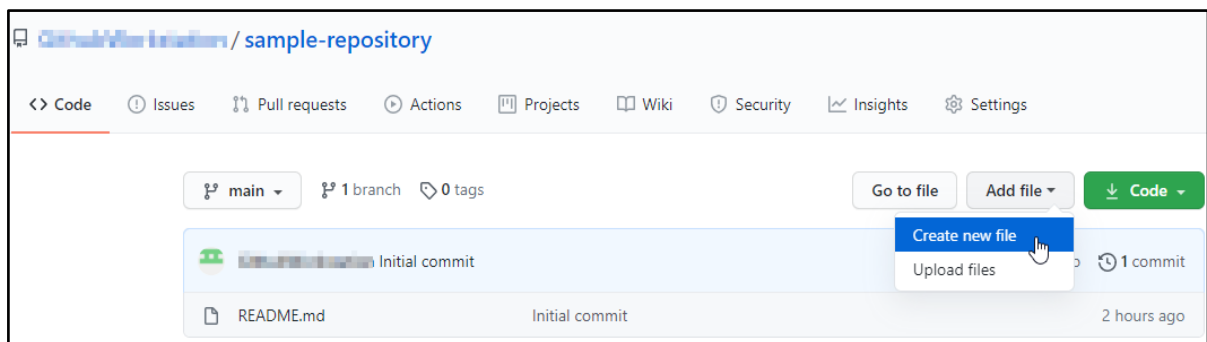 / sample-repository
<> Code Issues Pull requests Actions Projects Wiki Security Insights Settings
main 1 branch 0 tags Go to file Add file Code
Create new file
Initial commit 1 commit
Upload files
README.md Initial commit 2 hours ago